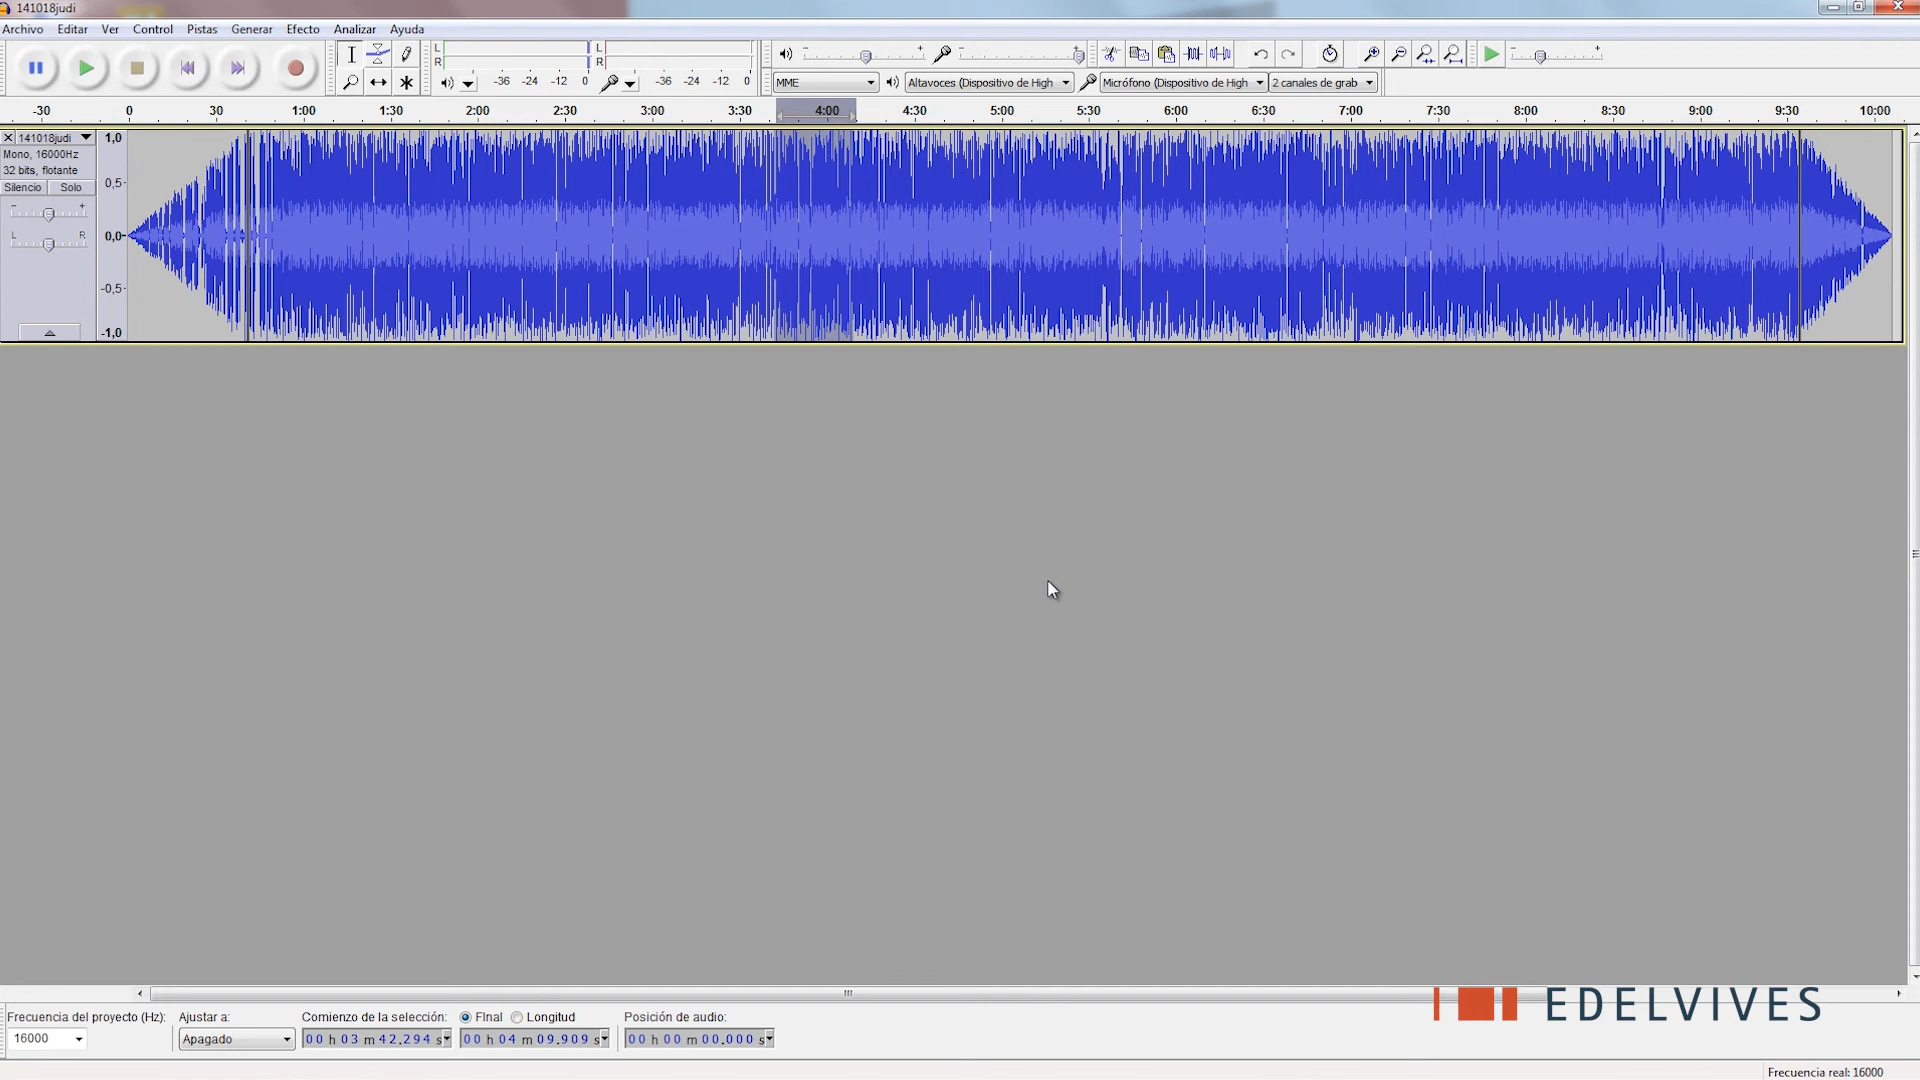 141018judi
Archivo Editar Ver Control Pistas Generar Efecto Analizar Ayuda
L L
R R
-36 -24 -12 0 -36 -24 -12 0
MME Altavoces (Dispositivo de High Micrófono (Dispositivo de High 2 canales de grab
-30 0 30 1:00 1:30 2:00 2:30 3:00 3:30 4:00 4:30 5:00 5:30 6:00 6:30 7:00 7:30 8:00 8:30 9:00 9:30 10:00
141018judi 1,0
Mono, 16000Hz
32 bits, flotante
0,5
Silencio Solo
- +
L R
0,0
-0,5
-1,0
EDELVIVES
Frecuencia del proyecto (Hz): Ajustar a: Comienzo de la selección: FInal Longitud Posición de audio:
16000 Apagado 00 h 03 m 42.294 s 00 h 04 m 09.909 s 00 h 00 m 00.000 s
Frecuencia real: 16000